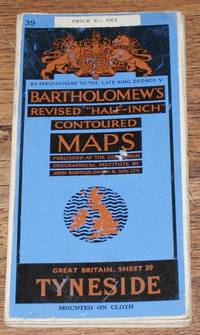 39
PRICE 3/- NET
BY APPOINTMENT TO THE LATE KING GEORGE V
BARTHOLOMEW'S
REVISED "HALF-INCH"
CONTOURED
MAPS
PUBLISHED AT THE EDINBURGH
GEOGRAPHICAL INSTITUTE BY
JOHN BARTHOLOMEW & SON LTD
GREAT BRITAIN, SHEET 39
TYNESIDE
MOUNTED ON CLOTH